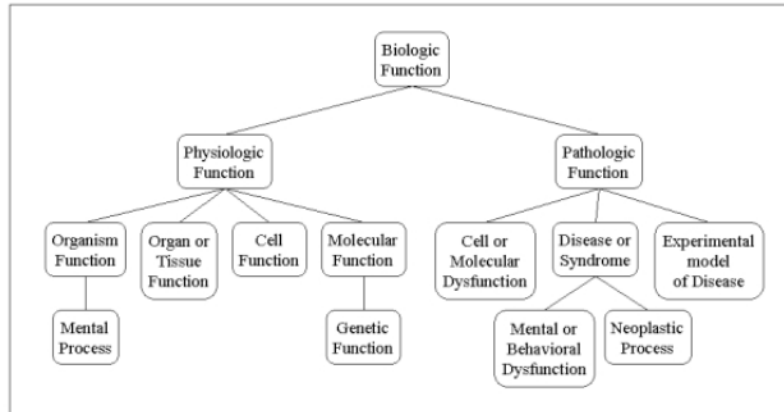 Biologic
Function
Physiologic
Function
Pathologic
Function
Organism
Function
Organ or
Tissue
Function
Cell
Function
Molecular
Function
Cell or
Molecular
Dysfunction
Disease or
Syndrome
Experimental
model
of Disease
Mental
Process
Genetic
Function
Mental or
Behavioral
Dysfunction
Neoplastic
Process